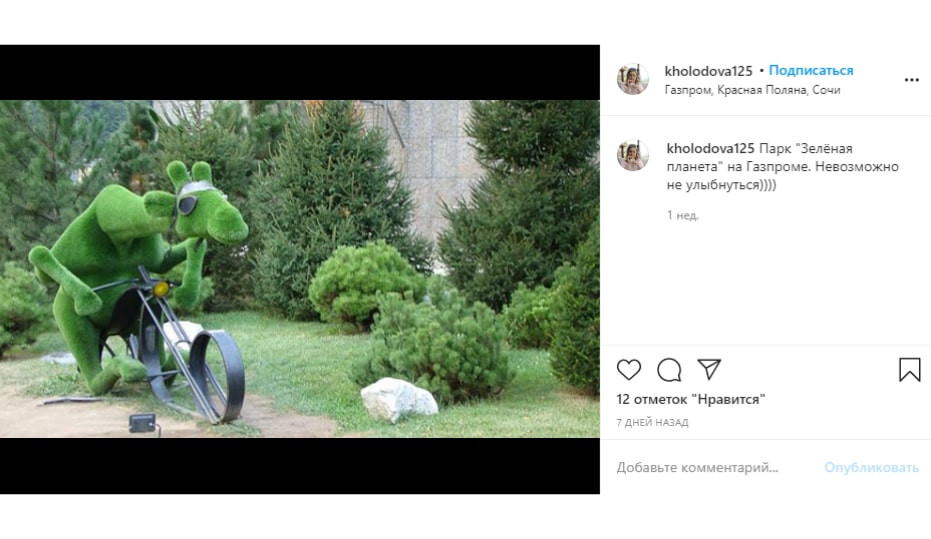 kholodova125 • Подписаться
Газпром, Красная Поляна, Сочи
kholodova125 Парк "Зелёная
планета" на Газпроме. Невозможно
не улыбнуться))))
1 нед.
12 отметок "Нравится"
7 ДНЕЙ НАЗАД
Добавьте комментарий... Опубликовать